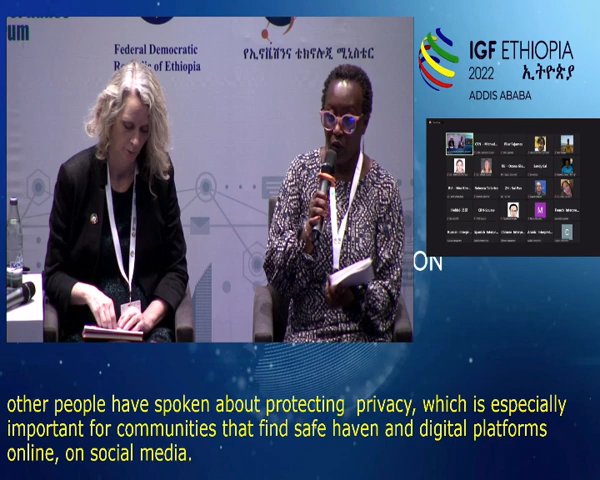 um
Federal Democratic
Republic of Ethiopia
የኢኖቬሽንና ቴክኖሎጂ ሚኒስቴር
IGF ETHIOPIA
2022 ኢትዮጵያ
ADDIS ABABA
ON
other people have spoken about protecting privacy, which is especially
important for communities that find safe haven and digital platforms
online, on social media.